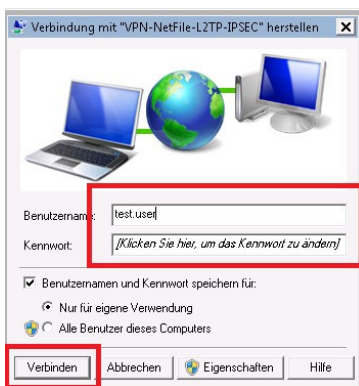 Verbindung mit "VPN-NetFile-L2TP-IPSEC" herstellen
Benutzername: test.user
Kennwort: [Klicken Sie hier, um das Kennwort zu ändern]
Benutzernamen und Kennwort speichern für:
Nur für eigene Verwendung
Alle Benutzer dieses Computers
Verbinden Abbrechen Eigenschaften Hilfe